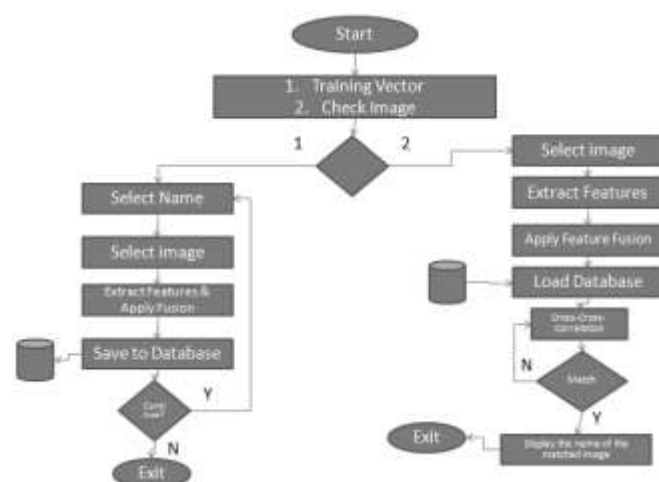 Start
1. Training Vector
2. Check Image
1
2
Select Name
Select Image
Extract Features &
Apply Fusion
Save to Database
Y
N
Exit
Select Image
Extract Features
Apply Feature Fusion
Load Database
Correlation
N
Match
Y
Display the name of the
matched image
Exit